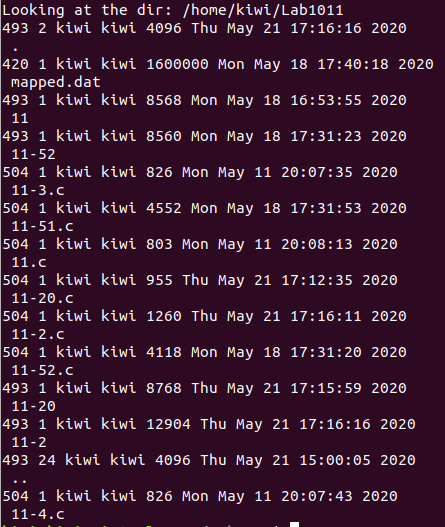 Looking at the dir: /home/kiwi/Lab1011
493 2 kiwi kiwi 4096 Thu May 21 17:16:16 2020
.
420 1 kiwi kiwi 1600000 Mon May 18 17:40:18 2020
mapped.dat
493 1 kiwi kiwi 8568 Mon May 18 16:53:55 2020
11
493 1 kiwi kiwi 8560 Mon May 18 17:31:23 2020
11-52
504 1 kiwi kiwi 826 Mon May 11 20:07:35 2020
11-3.c
504 1 kiwi kiwi 4552 Mon May 18 17:31:53 2020
11-51.c
504 1 kiwi kiwi 803 Mon May 11 20:08:13 2020
11.c
504 1 kiwi kiwi 955 Thu May 21 17:12:35 2020
11-20.c
504 1 kiwi kiwi 1260 Thu May 21 17:16:11 2020
11-2.c
504 1 kiwi kiwi 4118 Mon May 18 17:31:20 2020
11-52.c
493 1 kiwi kiwi 8768 Thu May 21 17:15:59 2020
11-20
493 1 kiwi kiwi 12904 Thu May 21 17:16:16 2020
11-2
493 24 kiwi kiwi 4096 Thu May 21 15:00:05 2020
..
504 1 kiwi kiwi 826 Mon May 11 20:07:43 2020
11-4.c